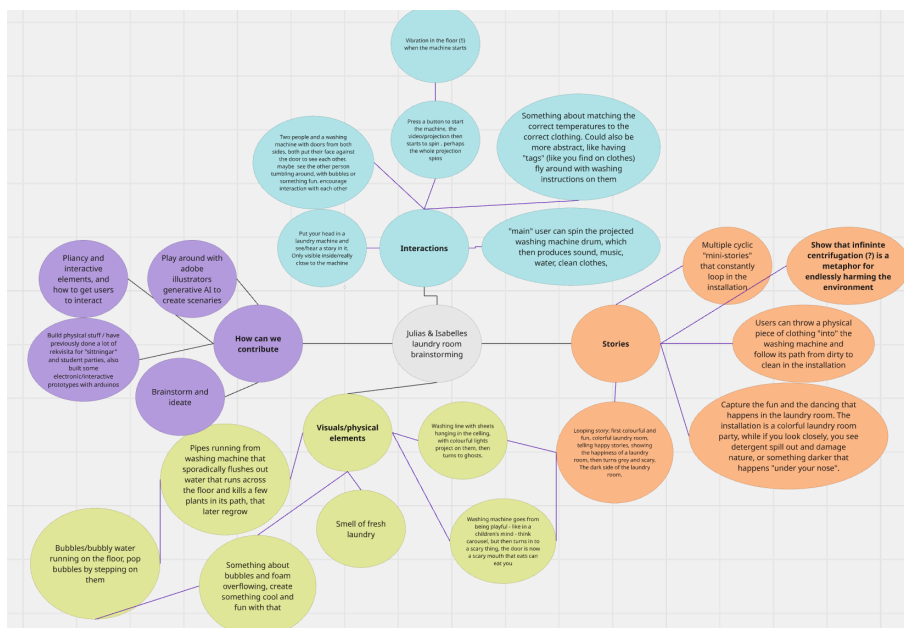 Vibration in the floor (!)
when the machine starts
Press a button to start
the machine, the
video/projection then
starts to spin . perhaps
the whole projection
spins
Two people and a washing
machine with doors from both
sides, both put their face against
the door to see each other.
maybe see the other person
tumbling around, with bubbles or
something fun. encourage
interaction with each other
Something about matching the
correct temperatures to the
correct clothing. Could also be
more abstract, like having
"tags" (like you find on clothes)
fly around with washing
instructions on them
Put your head in a
laundry machine and
see/hear a story in it.
Only visible inside/really
close to the machine
Interactions
"main" user can spin the projected
washing machine drum, which
then produces sound, music,
water, clean clothes,
Pliancy and
interactive
elements, and
how to get users
to interact
Play around with
adobe
illustrators
generative AI to
create scenaries
Build physical stuff / have
previously done a lot of
rekvisita for "sittningar"
and student parties, also
built some
electronic/interactive
prototypes with arduinos
How can we
contribute
Brainstorm and
ideate
Julias & Isabelles
laundry room
brainstorming
Multiple cyclic
"mini-stories"
that constantly
loop in the
installation
Show that infininte
centrifugation (?) is a
metaphor for
endlessly harming the
environment
Stories
Users can throw a physical
piece of clothing "into" the
washing machine and
follow its path from dirty to
clean in the installation
Capture the fun and the dancing that
happens in the laundry room. The
installation is a colorful laundry room
party, while if you look closely, you see
detergent spill out and damage
nature, or something darker that
happens "under your nose".
Looping story: first colourful and
fun, colorful laundry room,
telling happy stories, showing
the happiness of a laundry
room, then turns grey and scary.
The dark side of the laundry
room.
Visuals/physical
elements
Washing line with sheets
hanging in the celling,
with colourful lights
project on them, then
turns to ghosts.
Pipes running from
washing machine that
sporadically flushes out
water that runs across
the floor and kills a few
plants in its path, that
later regrow
Smell of fresh
laundry
Washing machine goes from
being playful - like in a
children's mind - think
carousel, but then turns in to
a scary thing, the door is now
a scary mouth that eats can
eat you
Bubbles/bubbly water
running on the floor, pop
bubbles by stepping on
them
Something about
bubbles and foam
overflowing, create
something cool and
fun with that